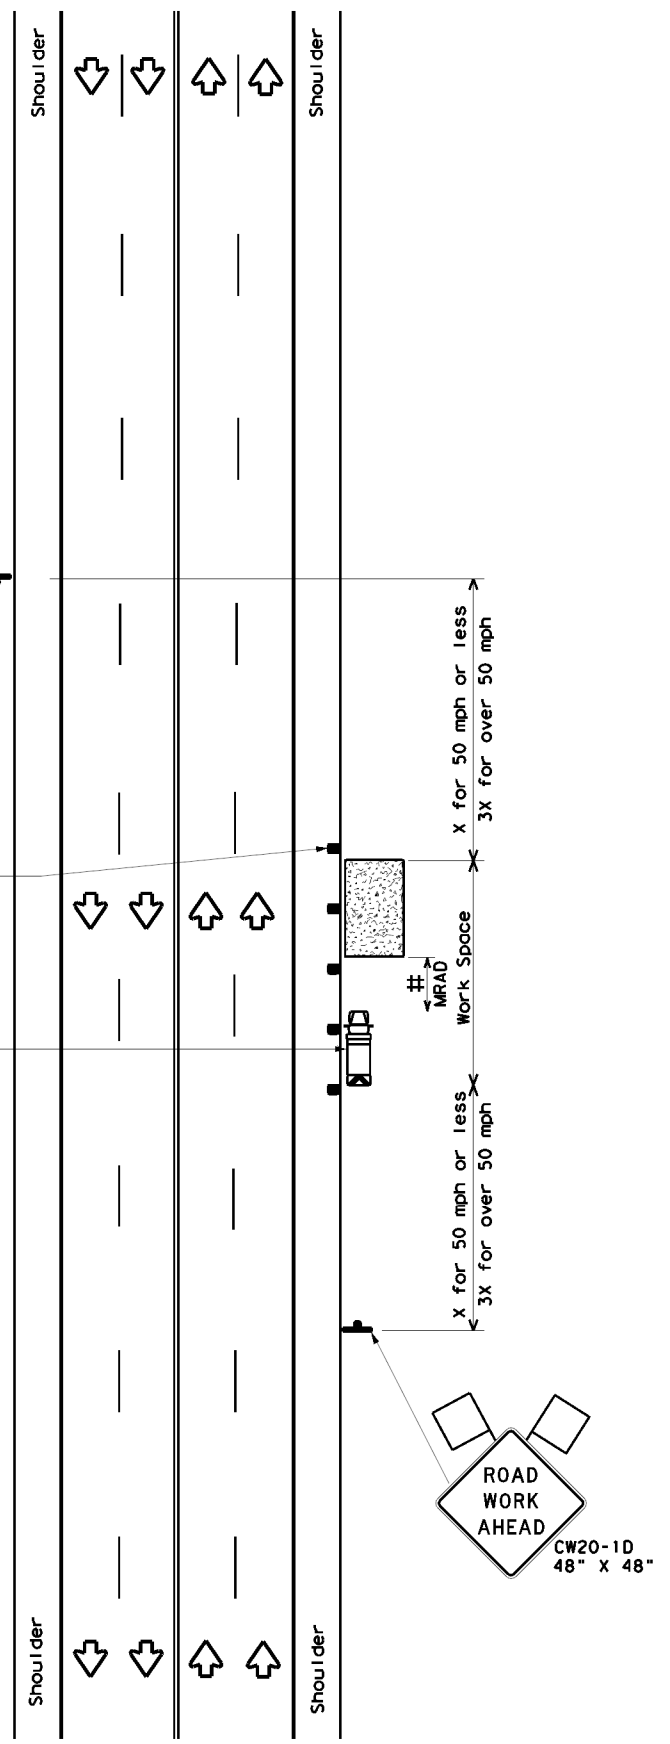 Shoulder
Shoulder
X for 50 mph or less
3X for over 50 mph
#
MRAD
Work Space
X for 50 mph or less
3X for over 50 mph
ROAD
WORK
AHEAD
CW20-1D
48" X 48"
Shoulder
Shoulder